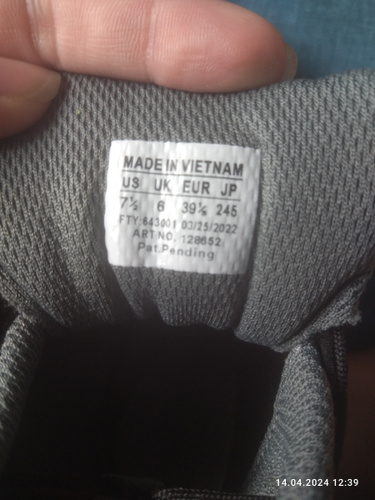 MADE IN VIETNAM
US UK EUR JP
7½ 6 39½ 245
FTY:643001 03/25/2022
ART NO. 128652
Pat.Pending
14.04.2024 12:39